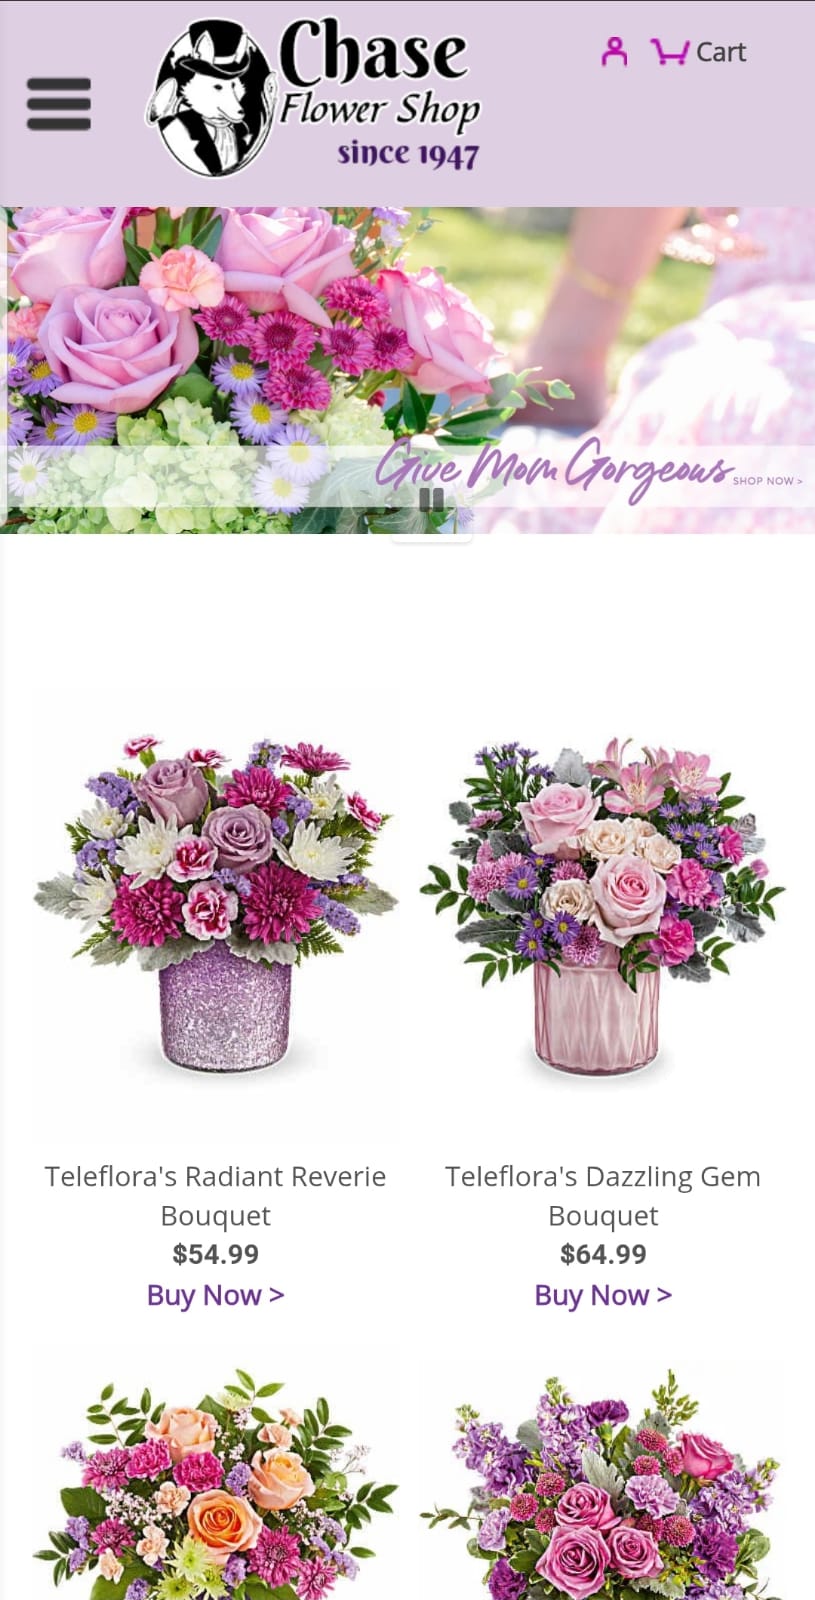 Chase
Flower Shop
since 1947
Cart
Give Mom Gorgeous
SHOP NOW >
Teleflora's Radiant Reverie
Bouquet
$54.99
Buy Now >
Teleflora's Dazzling Gem
Bouquet
$64.99
Buy Now >